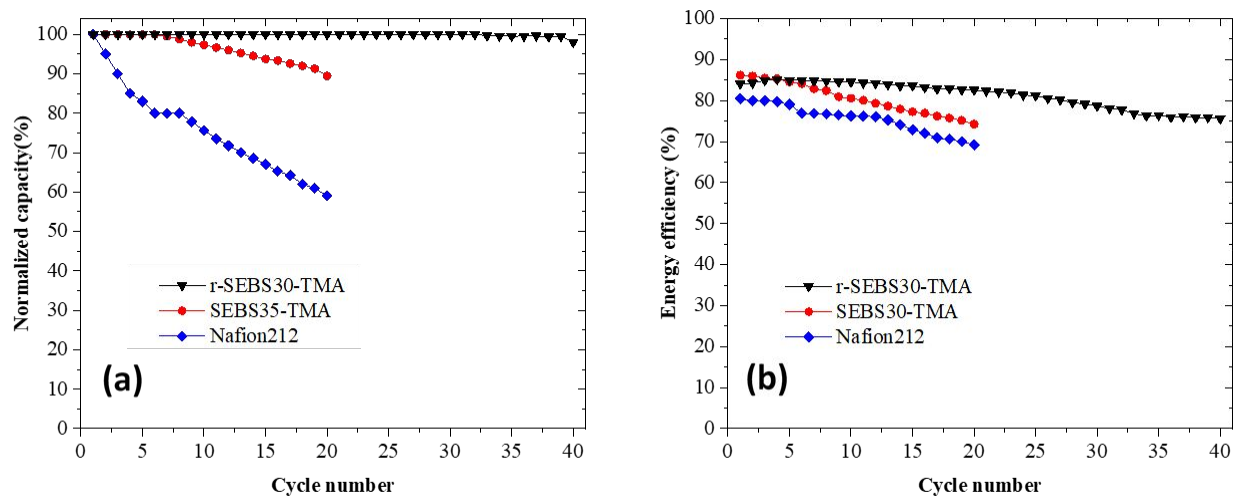 100
90
80
70
60
50
40
30
20
10
0
Normalized capacity(%)
r-SEBS30-TMA
SEBS35-TMA
Nafion212
(a)
0 5 10 15 20 25 30 35 40
Cycle number
100
90
80
70
60
50
40
30
20
10
0
Energy efficiency (%)
r-SEBS30-TMA
SEBS30-TMA
Nafion212
(b)
0 5 10 15 20 25 30 35 40
Cycle number